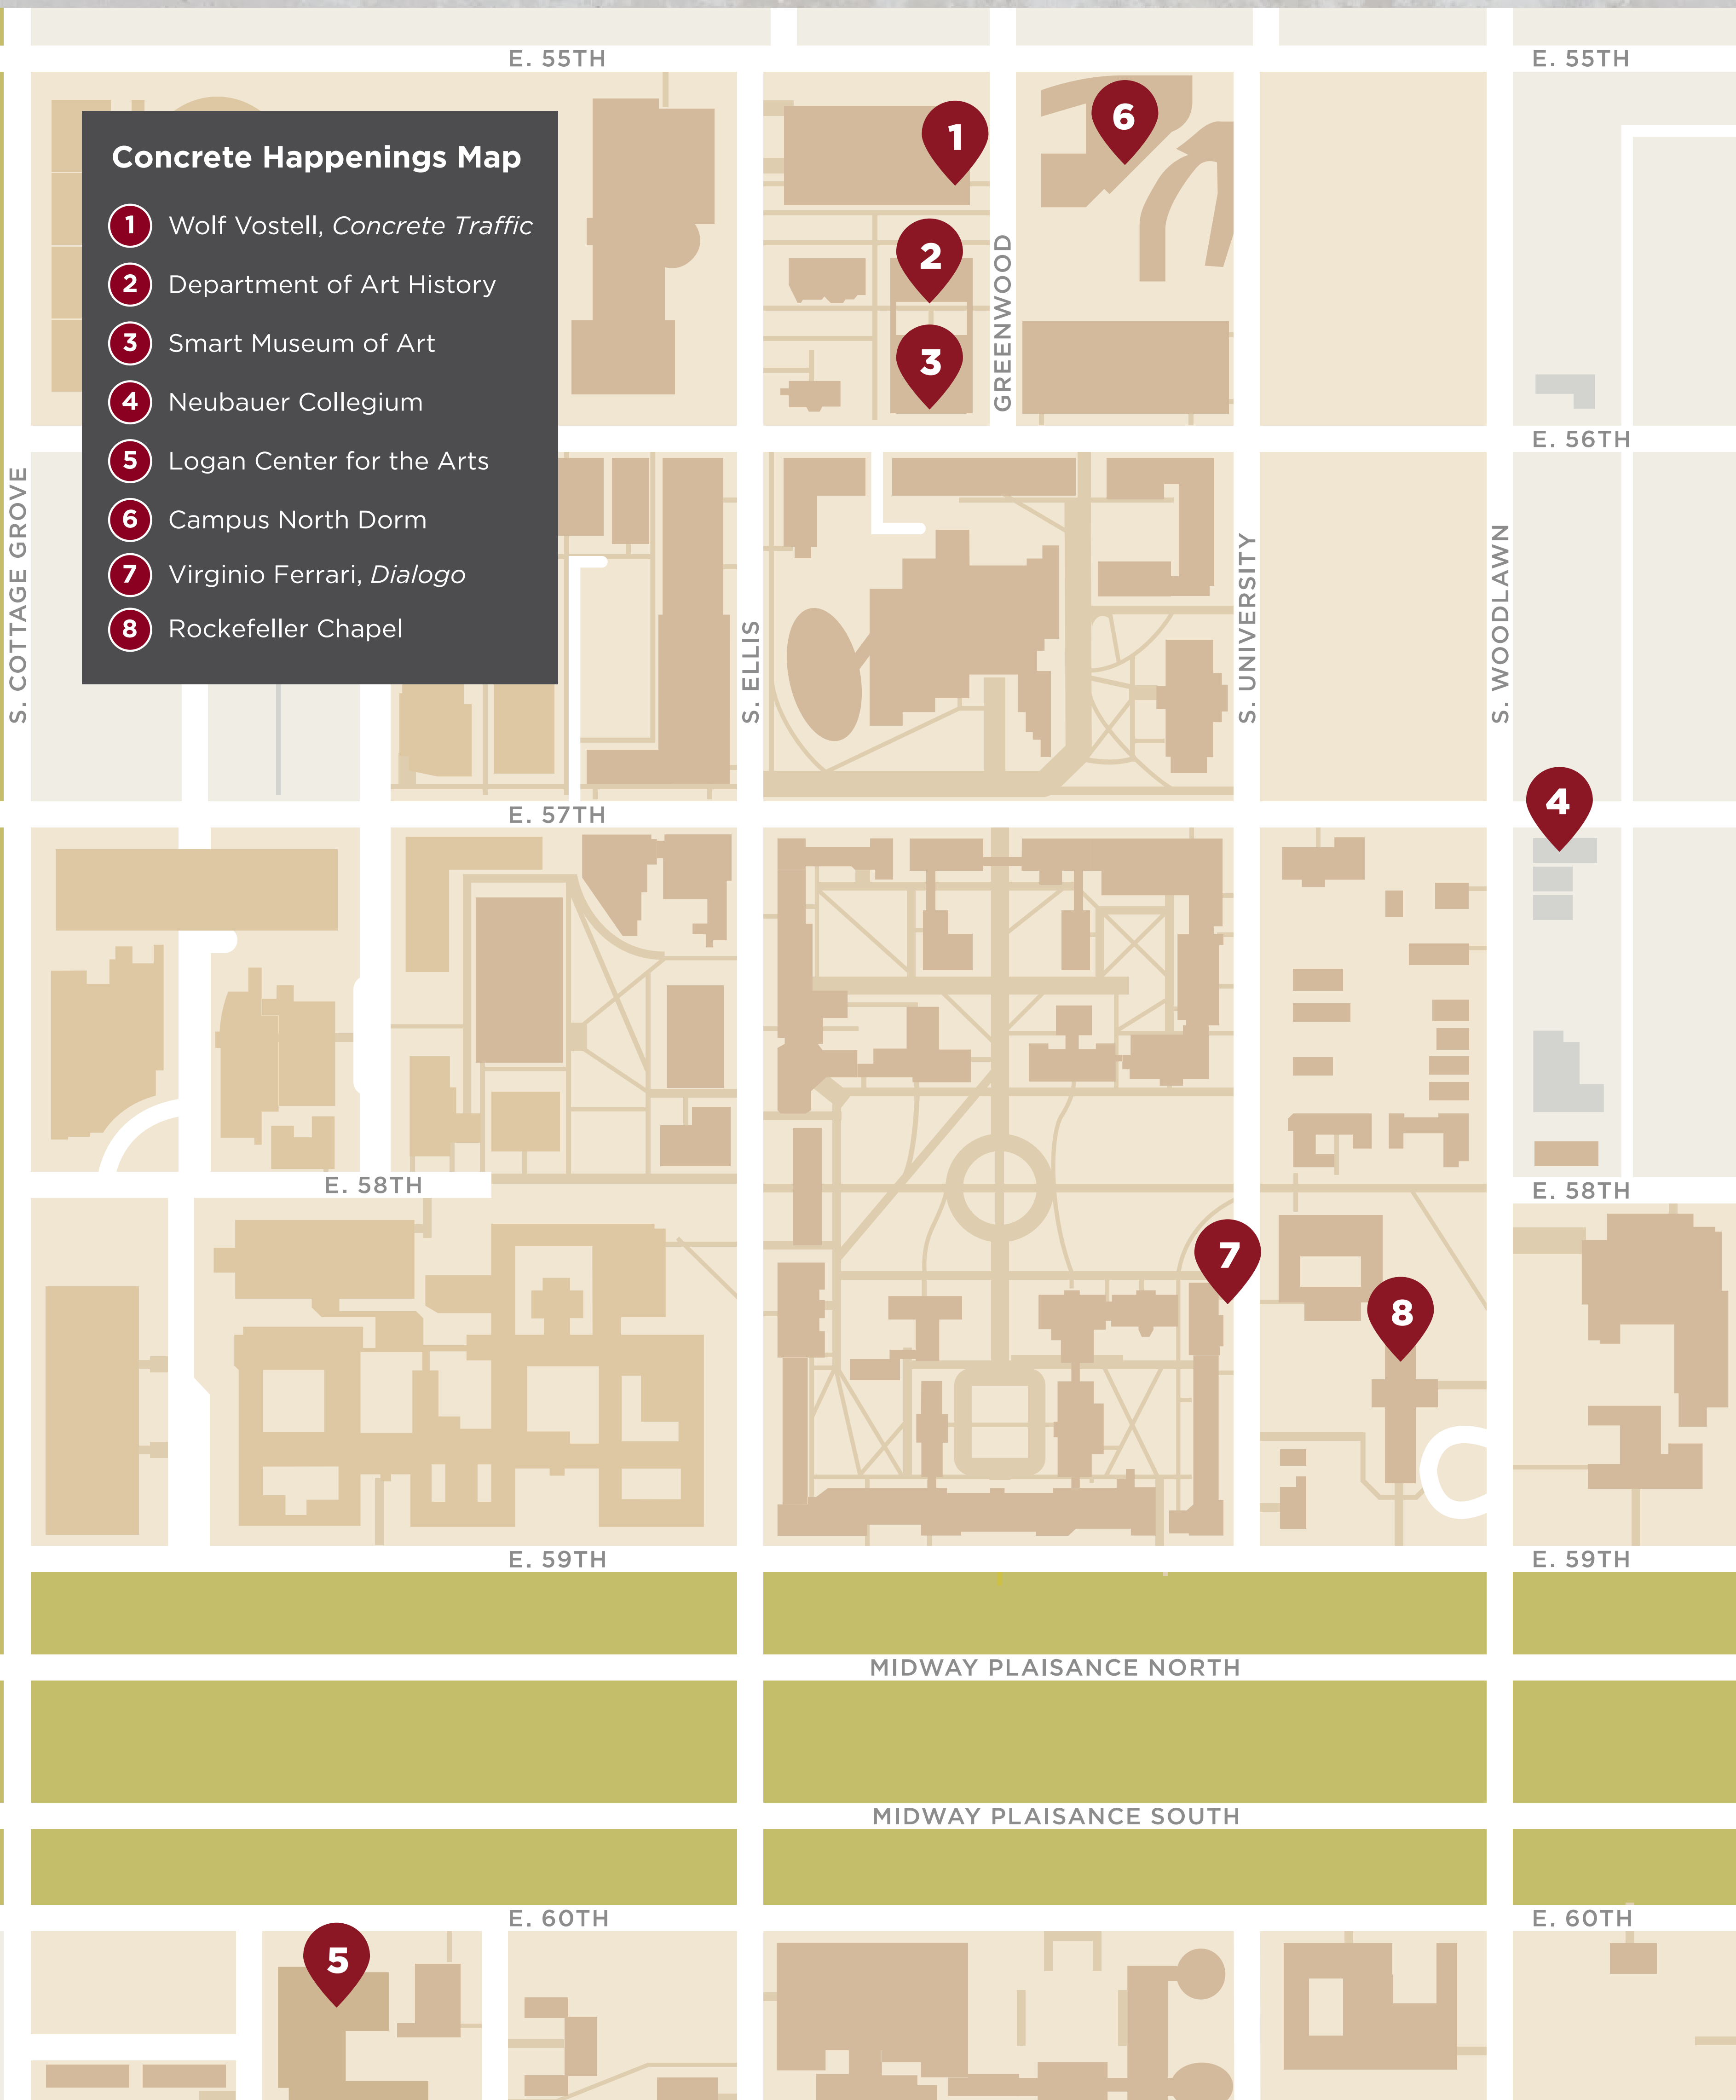 E. 55TH
E. 55TH
Concrete Happenings Map
1 Wolf Vostell, Concrete Traffic
2 Department of Art History
3 Smart Museum of Art
4 Neubauer Collegium
5 Logan Center for the Arts
6 Campus North Dorm
7 Virginio Ferrari, Dialogo
8 Rockefeller Chapel
1
6
2
3
GREENWOOD
E. 56TH
S. COTTAGE GROVE
S. ELLIS
S. UNIVERSITY
S. WOODLAWN
4
E. 57TH
E. 58TH
E. 58TH
7
8
E. 59TH
E. 59TH
MIDWAY PLAISANCE NORTH
MIDWAY PLAISANCE SOUTH
E. 60TH
E. 60TH
5